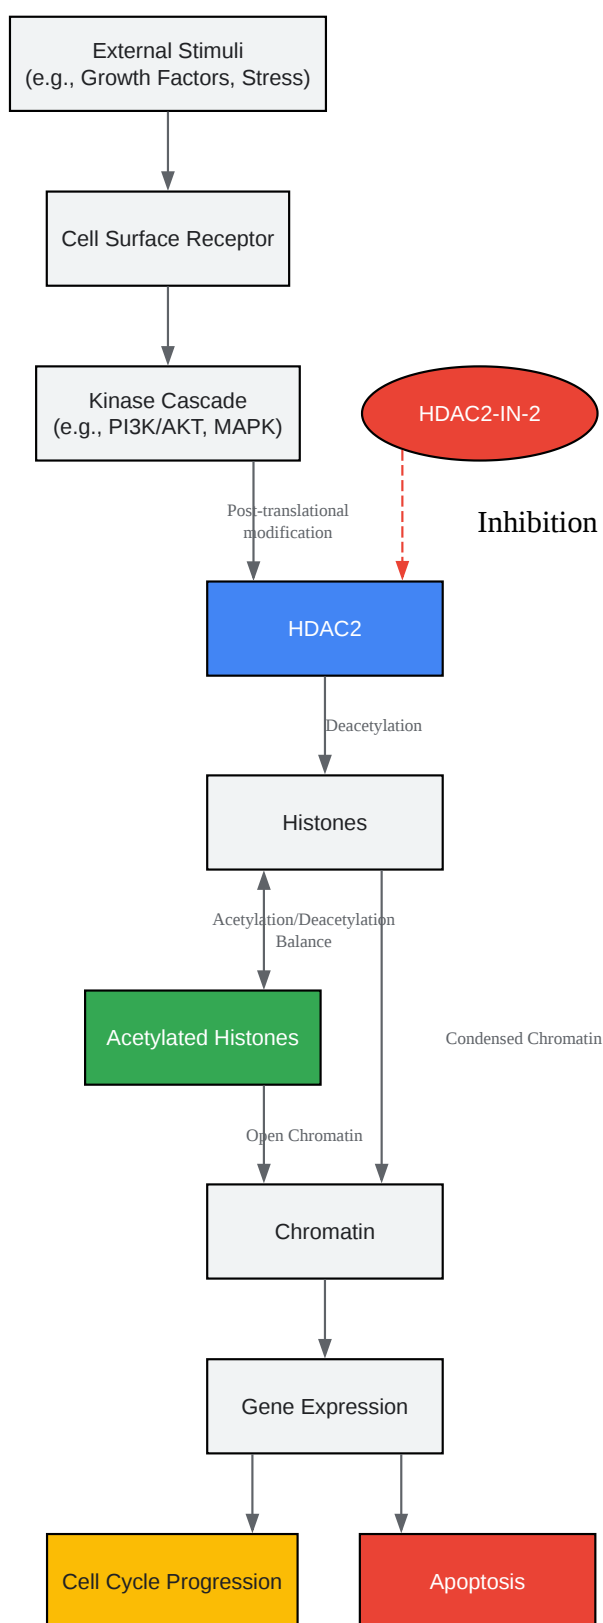 External Stimuli
(e.g., Growth Factors, Stress)
Cell Surface Receptor
Kinase Cascade
(e.g., PI3K/AKT, MAPK)
HDAC2-IN-2
Post-translational
modification
Inhibition
HDAC2
Deacetylation
Histones
Acetylation/Deacetylation
Balance
Acetylated Histones
Condensed Chromatin
Open Chromatin
Chromatin
Gene Expression
Cell Cycle Progression
Apoptosis